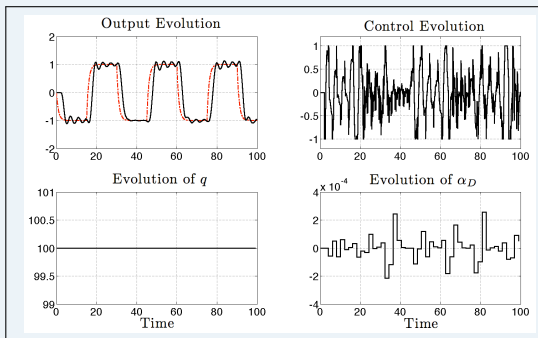 Output Evolution
2
1
0
-1
-2
0 20 40 60 80 100
Control Evolution
1
0.5
0
-0.5
-1
0 20 40 60 80 100
Evolution of q
101
100.5
100
99.5
99
0 20 40 60 80 100
Time
Evolution of α_D
4 x 10^-4
2
0
-2
-4
0 20 40 60 80 100
Time